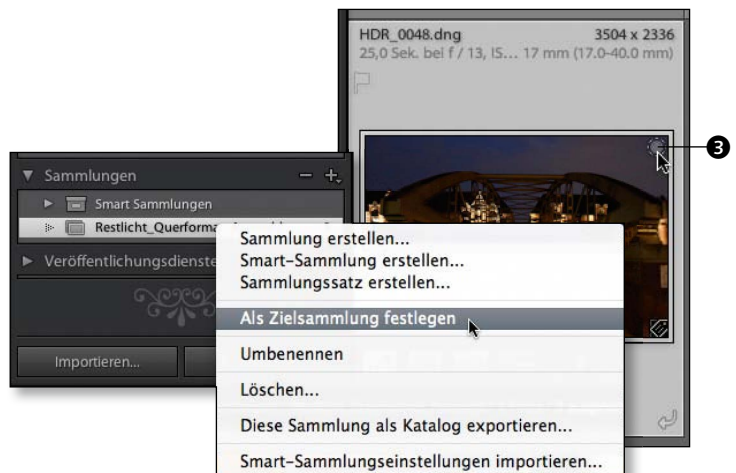 HDR_0048.dng 3504 x 2336
25,0 Sek. bei f / 13, IS... 17 mm (17.0-40.0 mm)
3
Sammlungen
Smart Sammlungen
Veröffentlichungsdienste
Importieren...
Sammlung erstellen...
Smart-Sammlung erstellen...
Sammlungssatz erstellen...
Als Zielsammlung festlegen
Umbenennen
Löschen...
Diese Sammlung als Katalog exportieren...
Smart-Sammlungseinstellungen importieren...